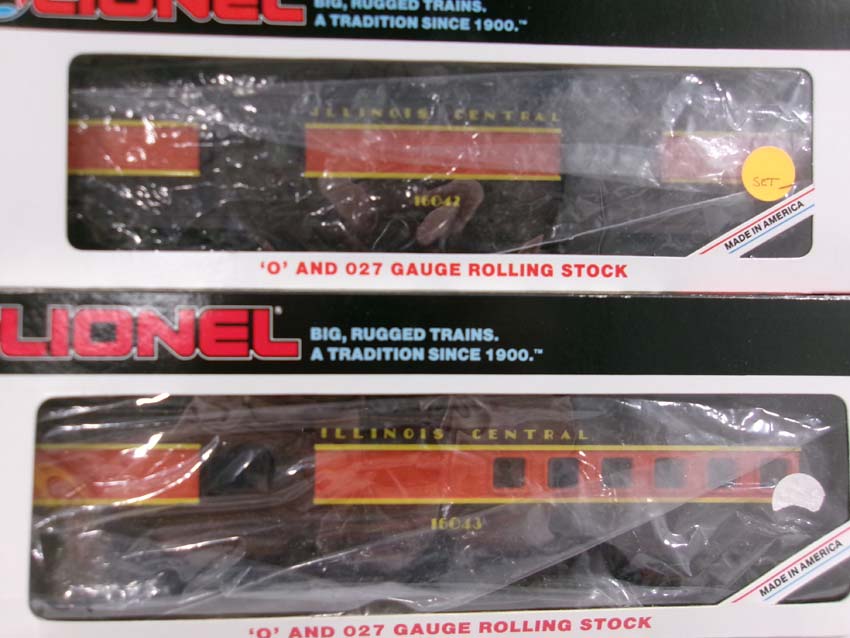 LIONEL
BIG, RUGGED TRAINS.
A TRADITION SINCE 1900.™
ILLINOIS CENTRAL
16042
SET
MADE IN AMERICA
'O' AND 027 GAUGE ROLLING STOCK
LIONEL®
BIG, RUGGED TRAINS.
A TRADITION SINCE 1900.™
ILLINOIS CENTRAL
16043
MADE IN AMERICA
'O' AND 027 GAUGE ROLLING STOCK